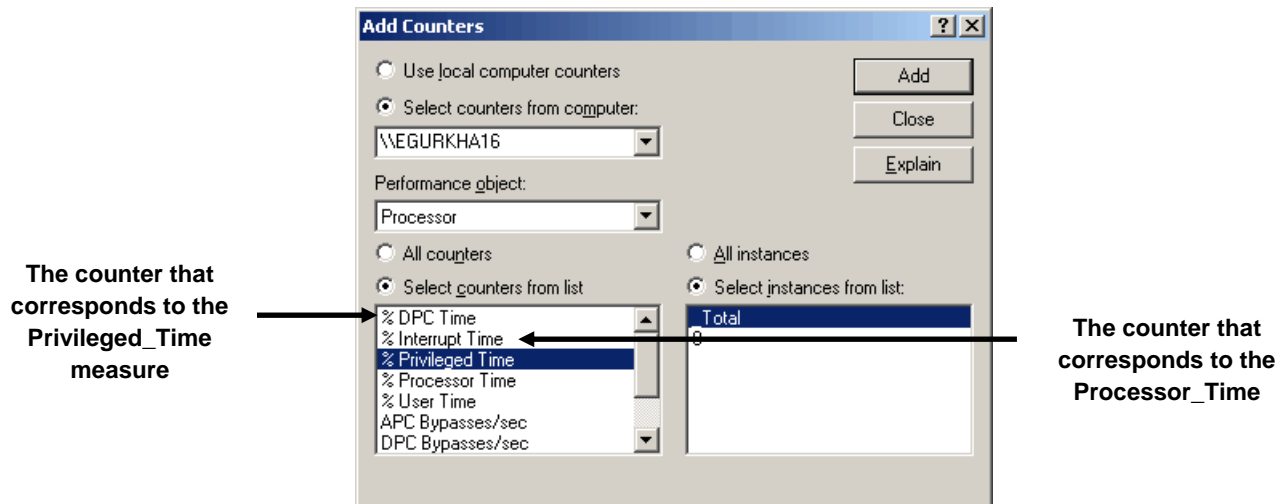 Add Counters
Use local computer counters
Select counters from computer:
\\EGURKHA16
Performance object:
Processor
All counters
Select counters from list
% DPC Time
% Interrupt Time
% Privileged Time
% Processor Time
% User Time
APC Bypasses/sec
DPC Bypasses/sec
All instances
Select instances from list:
_Total
0
Add
Close
Explain
The counter that
corresponds to the
Privileged_Time
measure
The counter that
corresponds to the
Processor_Time